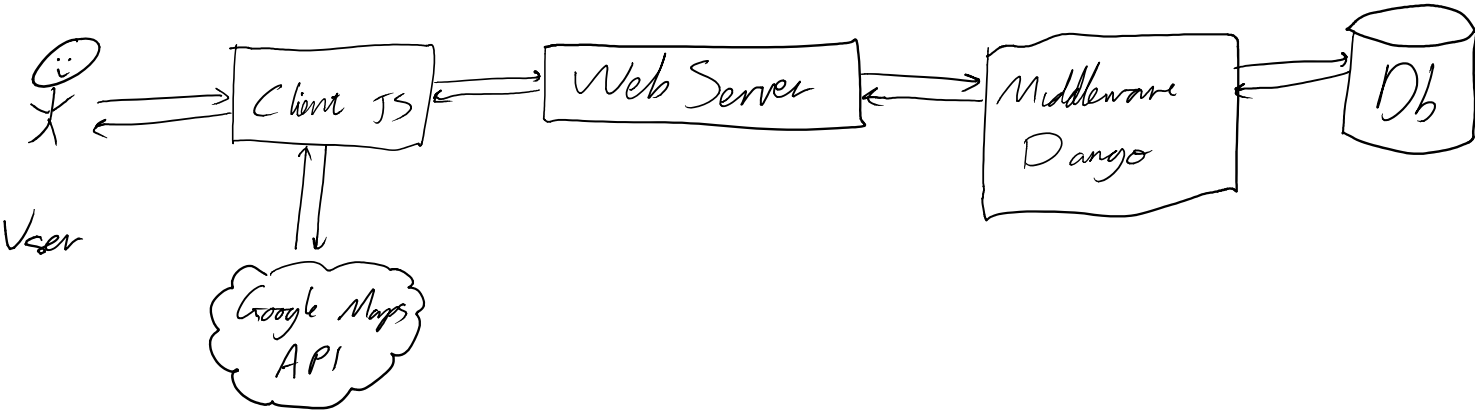 User
Client JS
Google Maps
API
Web Server
Middleware
Dango
Db